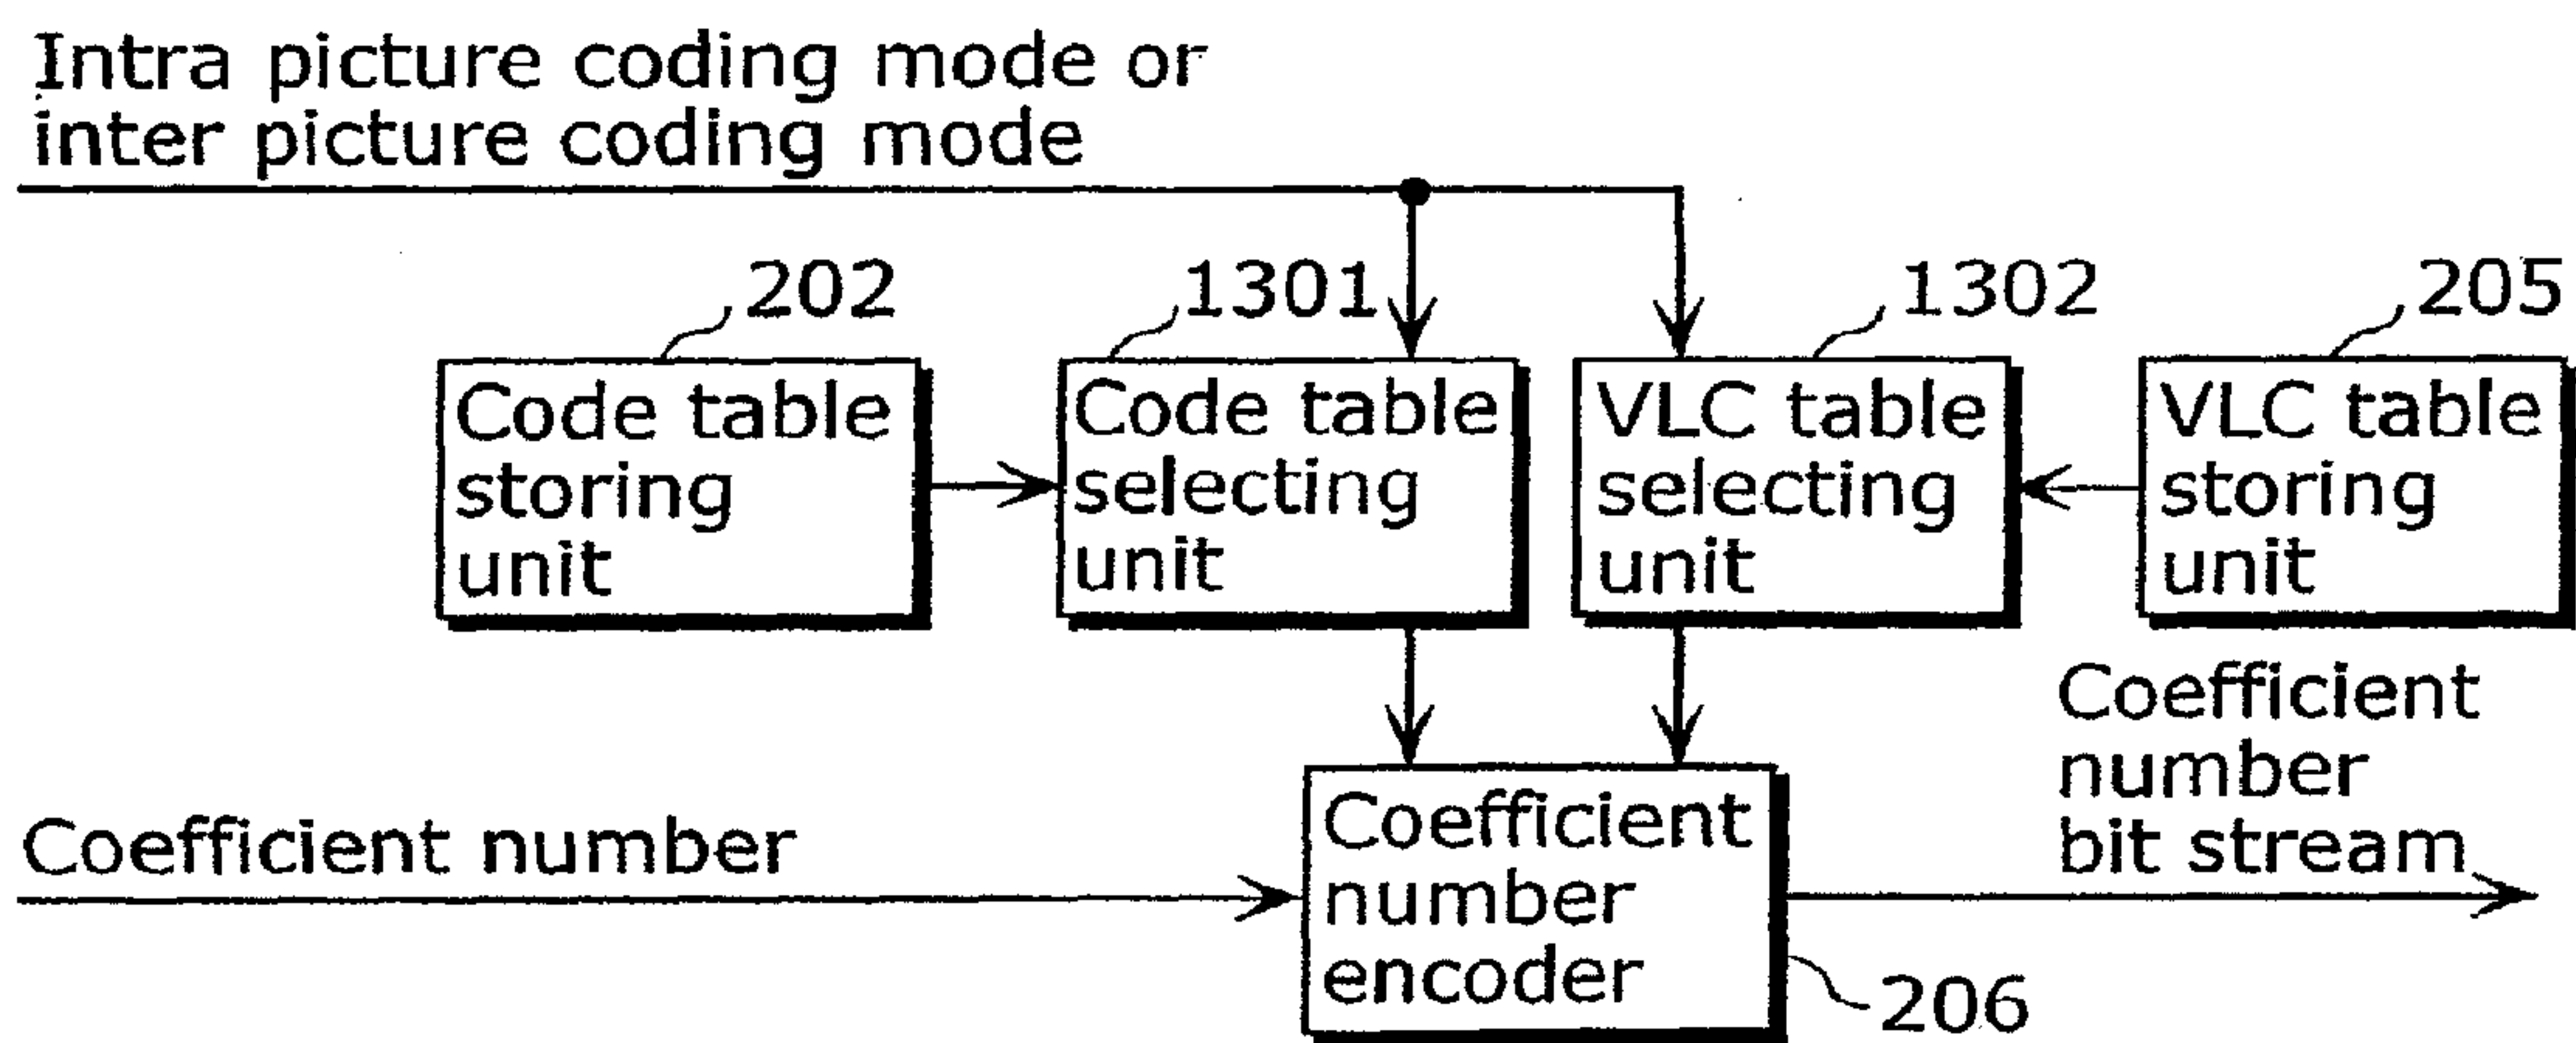 Intra picture coding mode or
inter picture coding mode
202
1301
1302
205
Code table
storing
unit
Code table
selecting
unit
VLC table
selecting
unit
VLC table
storing
unit
Coefficient number
Coefficient
number
encoder
Coefficient
number
bit stream
206